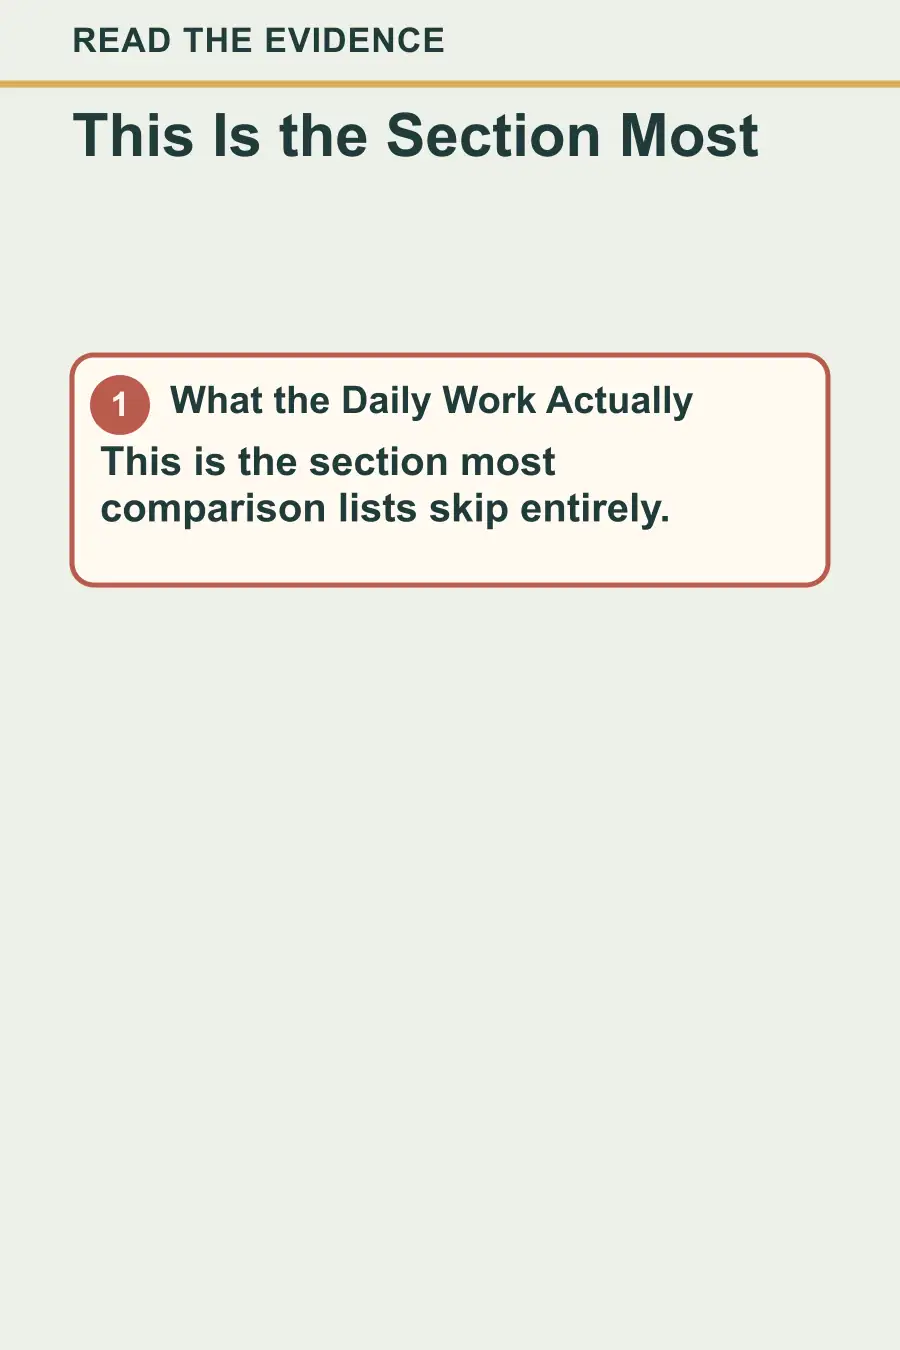 READ THE EVIDENCE
This Is the Section Most
1 What the Daily Work Actually
This is the section most
comparison lists skip entirely.